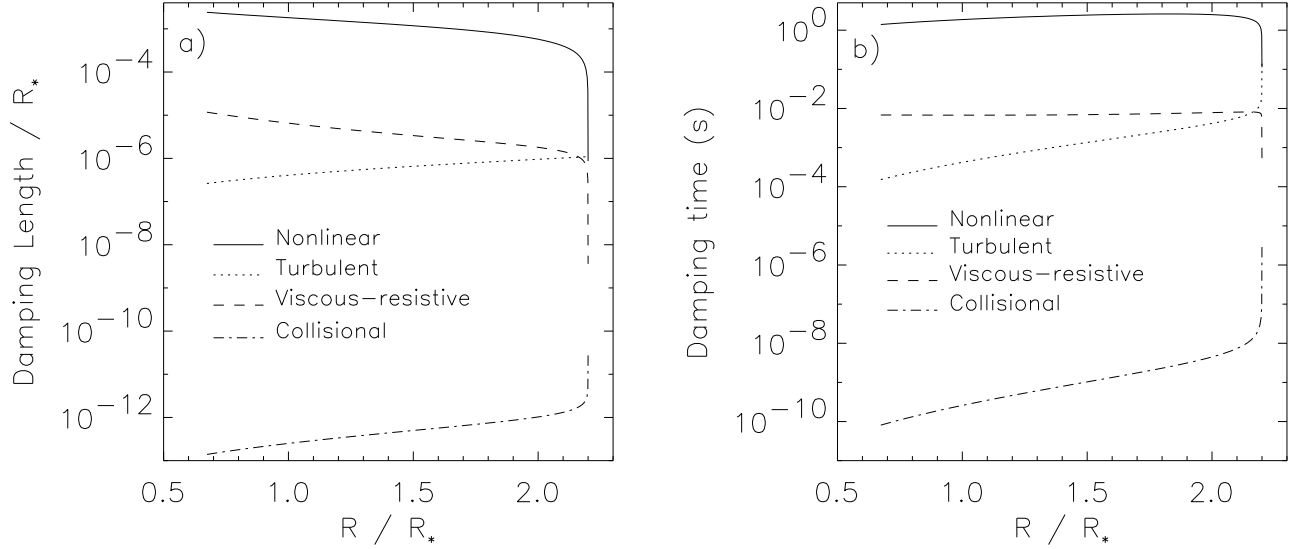 a)
10⁻⁴
10⁻⁶
10⁻⁸
10⁻¹⁰
10⁻¹²
Damping Length / R*
Nonlinear
Turbulent
Viscous-resistive
Collisional
0.5 1.0 1.5 2.0
R / R*
b)
10⁰
10⁻²
10⁻⁴
10⁻⁶
10⁻⁸
10⁻¹⁰
Damping time (s)
Nonlinear
Turbulent
Viscous-resistive
Collisional
0.5 1.0 1.5 2.0
R / R*